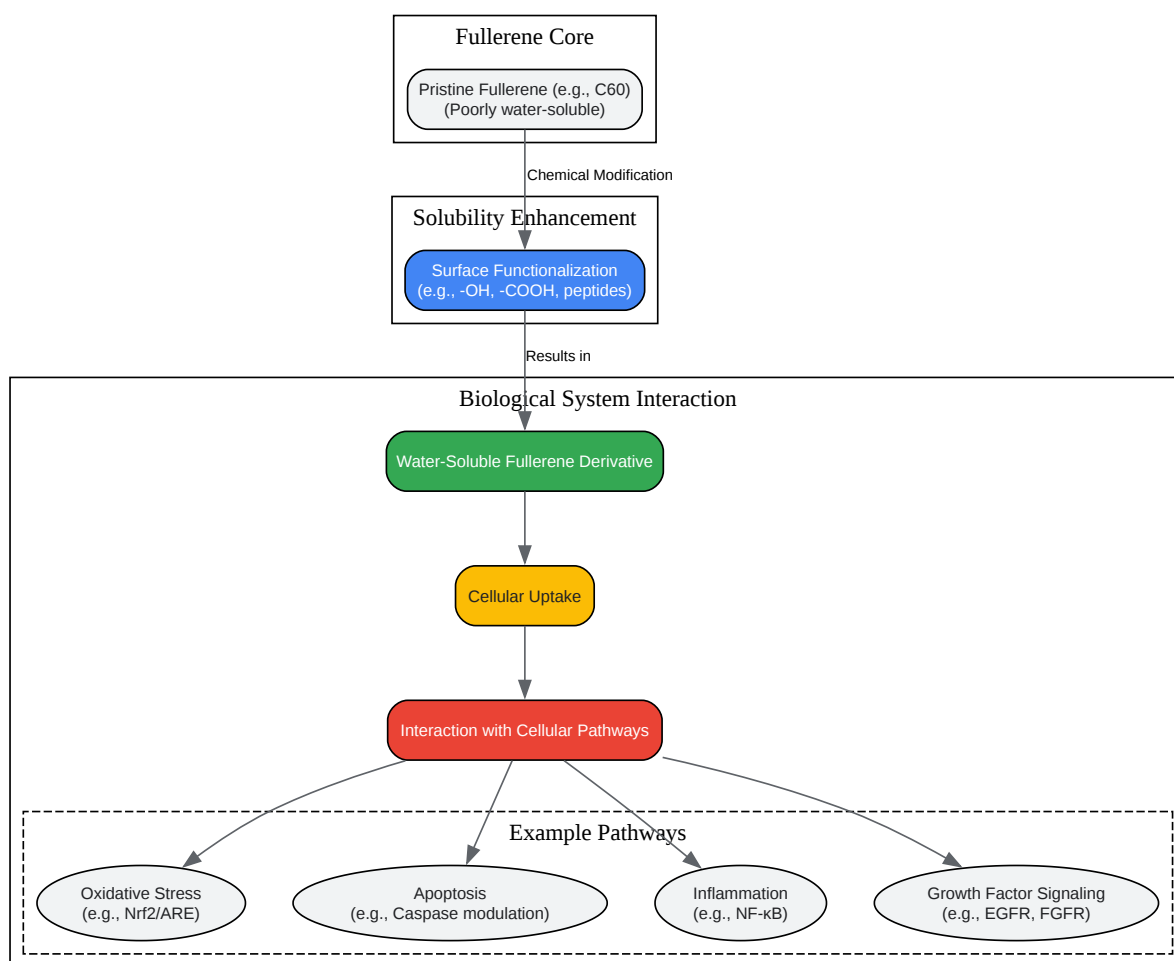 Fullerene Core
Pristine Fullerene (e.g., C60)
(Poorly water-soluble)
Chemical Modification
Solubility Enhancement
Surface Functionalization
(e.g., -OH, -COOH, peptides)
Results in
Biological System Interaction
Water-Soluble Fullerene Derivative
Cellular Uptake
Interaction with Cellular Pathways
Example Pathways
Oxidative Stress
(e.g., Nrf2/ARE)
Apoptosis
(e.g., Caspase modulation)
Inflammation
(e.g., NF-κB)
Growth Factor Signaling
(e.g., EGFR, FGFR)